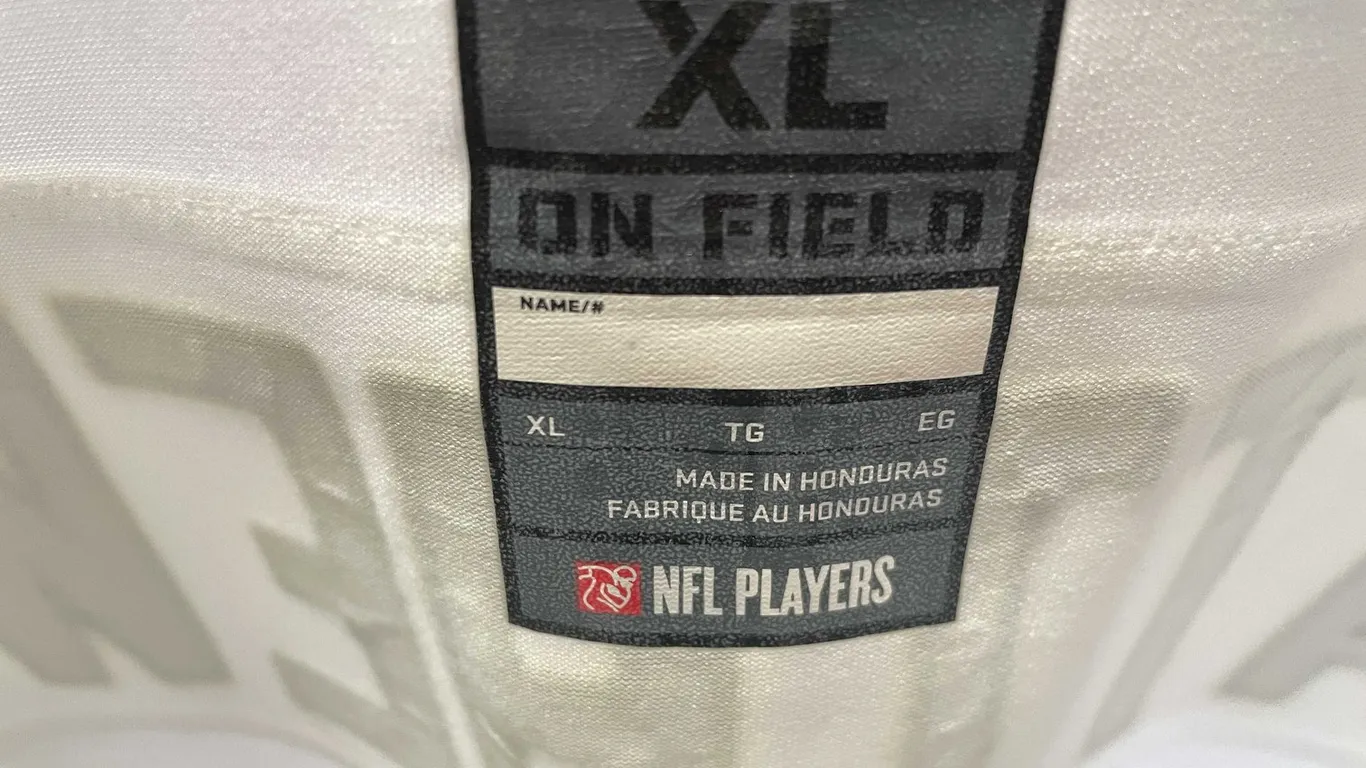 XL
ON FIELD
NAME/#
XL TG EG
MADE IN HONDURAS
FABRIQUE AU HONDURAS
NFL PLAYERS